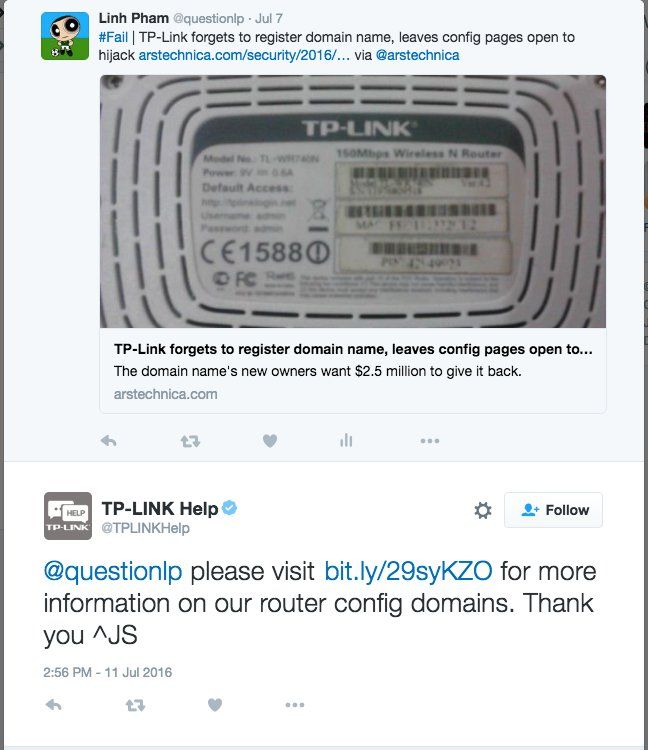 Linh Pham @questionlp · Jul 7
#Fail | TP-Link forgets to register domain name, leaves config pages open to
hijack arstechnica.com/security/2016/… via @arstechnica
TP-LINK
Model No.: TL-WR740N
150Mbps Wireless N Router
Power: 9V ⎓ 0.6A
Default Access:
http://tplinklogin.net
Username: admin
Password: admin
CE1588
FC RoHS
TP-Link forgets to register domain name, leaves config pages open to...
The domain name's new owners want $2.5 million to give it back.
arstechnica.com
HELP
TP-LINK
TP-LINK Help
@TPLINKHelp
Follow
@questionlp please visit bit.ly/29syKZO for more
information on our router config domains. Thank
you ^JS
2:56 PM - 11 Jul 2016